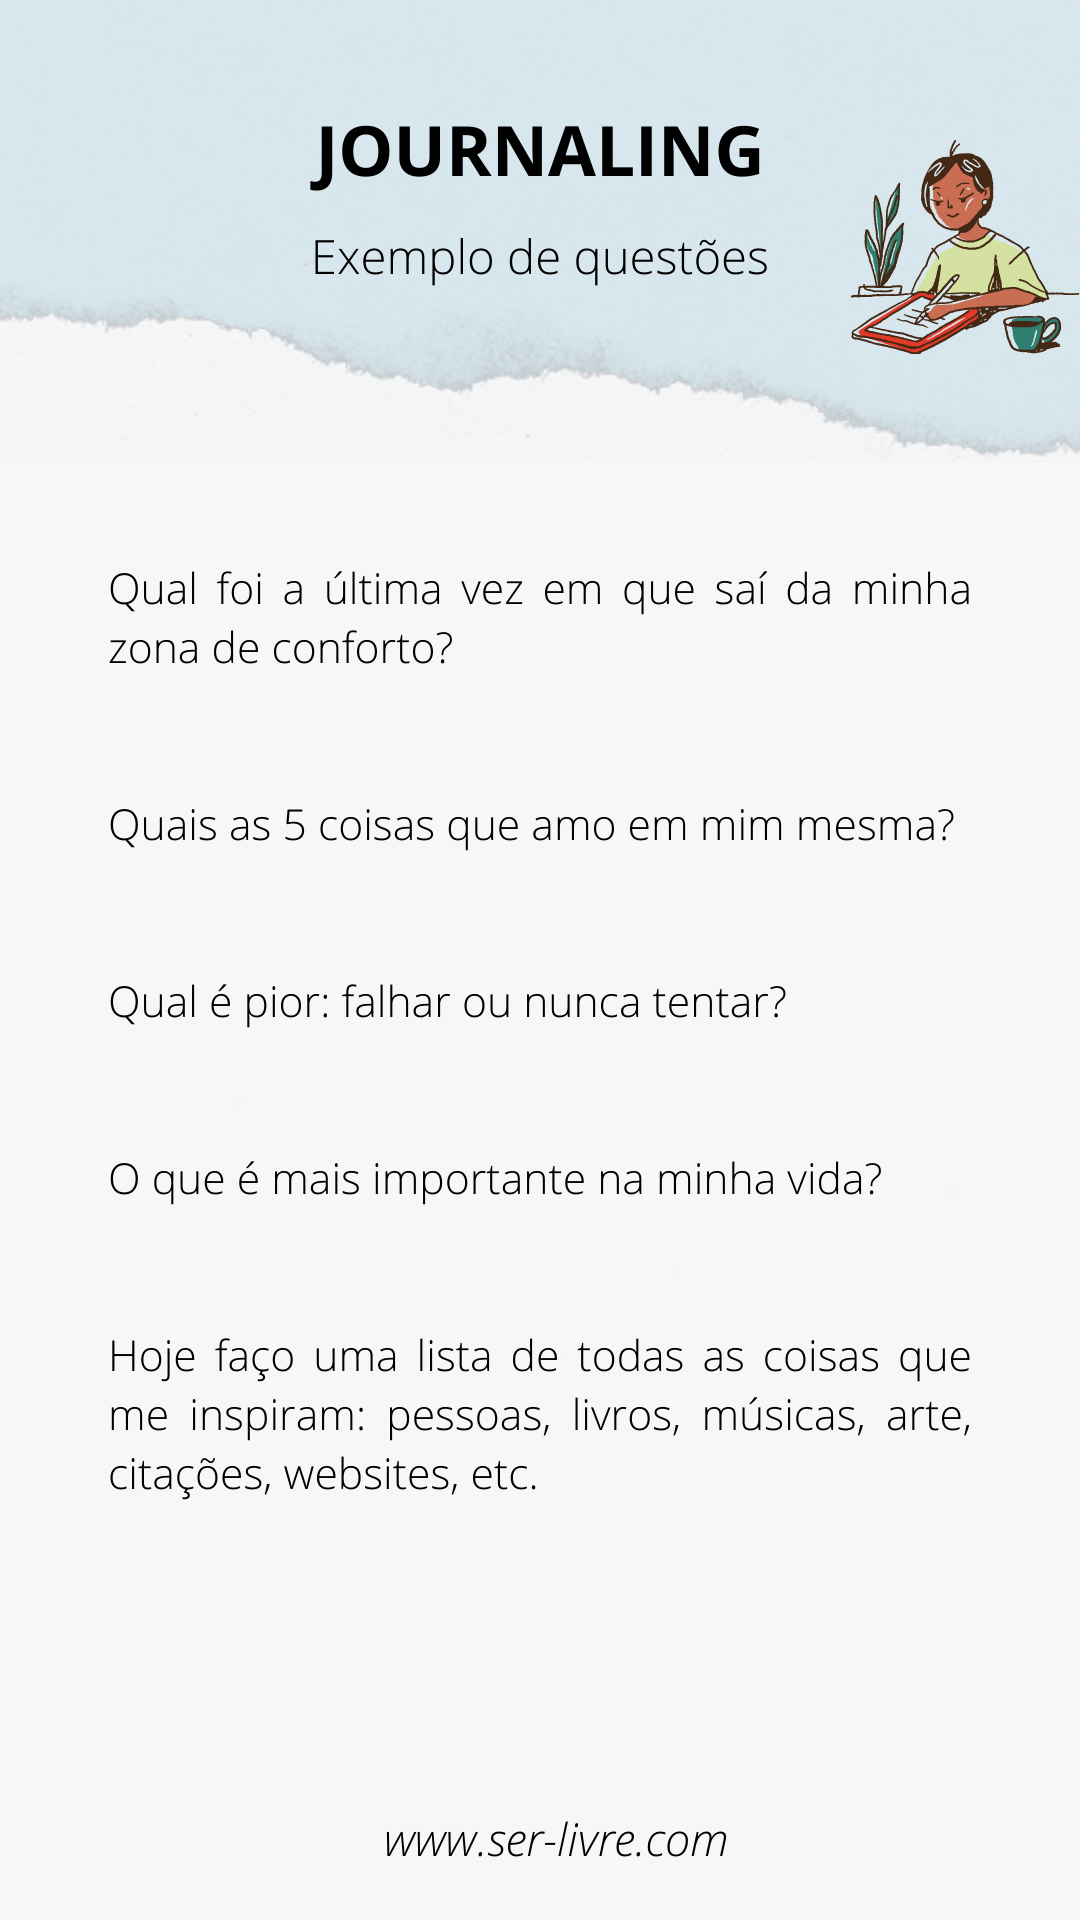 JOURNALING
Exemplo de questões
Qual foi a última vez em que saí da minha
zona de conforto?
Quais as 5 coisas que amo em mim mesma?
Qual é pior: falhar ou nunca tentar?
O que é mais importante na minha vida?
Hoje faço uma lista de todas as coisas que
me inspiram: pessoas, livros, músicas, arte,
citações, websites, etc.
www.ser-livre.com